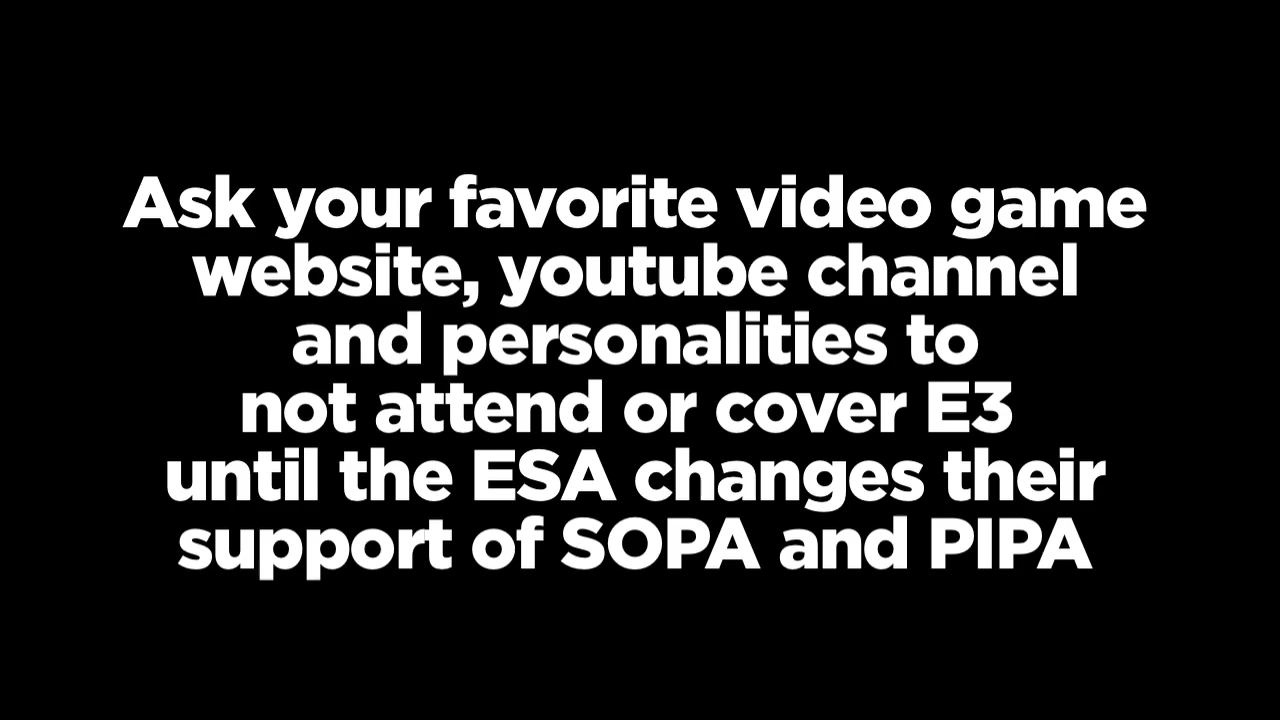 Ask your favorite video game
website, youtube channel
and personalities to
not attend or cover E3
until the ESA changes their
support of SOPA and PIPA